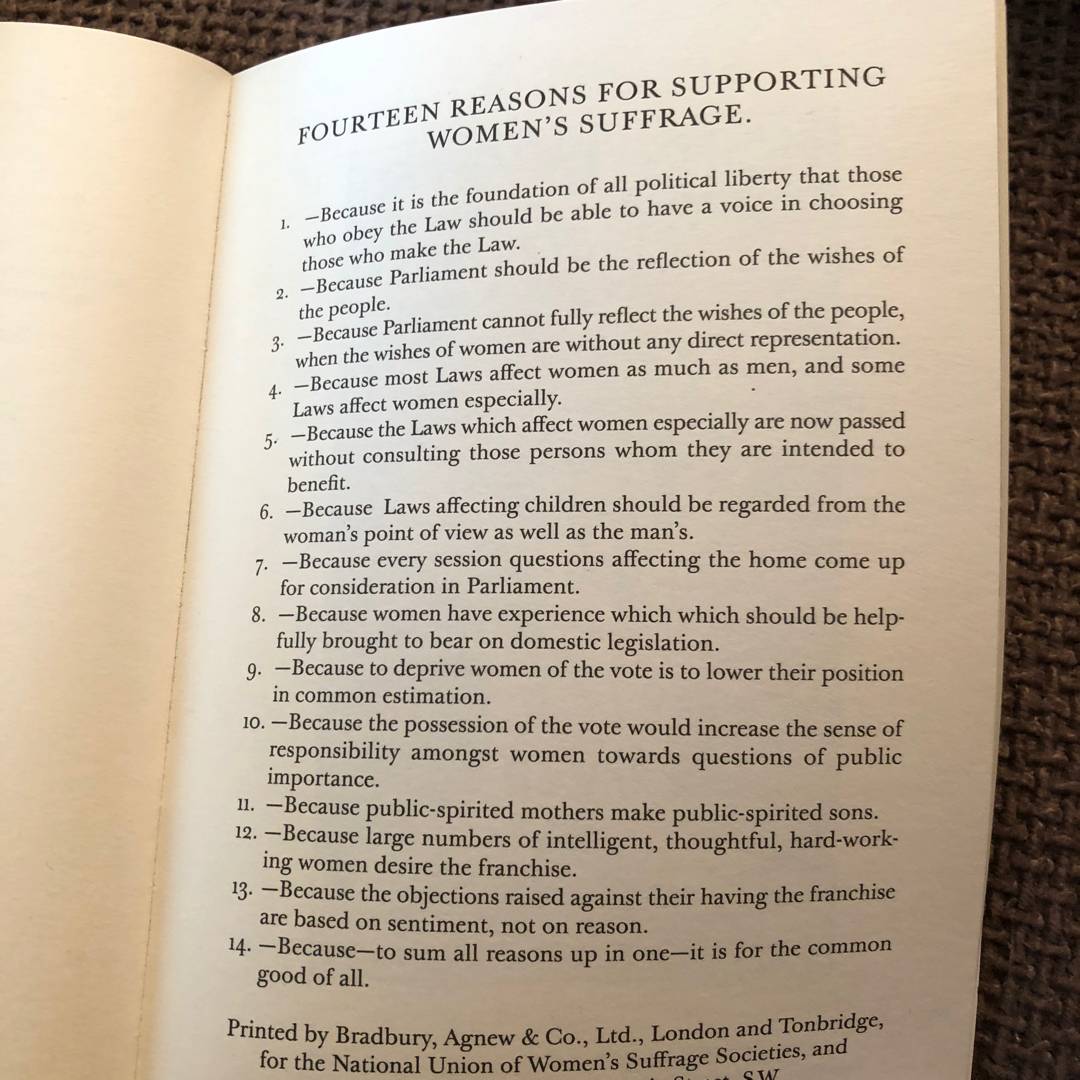 FOURTEEN REASONS FOR SUPPORTING
WOMEN'S SUFFRAGE.
1. —Because it is the foundation of all political liberty that those
who obey the Law should be able to have a voice in choosing
those who make the Law.
2. —Because Parliament should be the reflection of the wishes of
the people.
3. —Because Parliament cannot fully reflect the wishes of the people,
when the wishes of women are without any direct representation.
4. —Because most Laws affect women as much as men, and some
Laws affect women especially.
5. —Because the Laws which affect women especially are now passed
without consulting those persons whom they are intended to
benefit.
6. —Because Laws affecting children should be regarded from the
woman's point of view as well as the man's.
7. —Because every session questions affecting the home come up
for consideration in Parliament.
8. —Because women have experience which which should be help-
fully brought to bear on domestic legislation.
9. —Because to deprive women of the vote is to lower their position
in common estimation.
10. —Because the possession of the vote would increase the sense of
responsibility amongst women towards questions of public
importance.
11. —Because public-spirited mothers make public-spirited sons.
12. —Because large numbers of intelligent, thoughtful, hard-work-
ing women desire the franchise.
13. —Because the objections raised against their having the franchise
are based on sentiment, not on reason.
14. —Because—to sum all reasons up in one—it is for the common
good of all.
Printed by Bradbury, Agnew & Co., Ltd., London and Tonbridge,
for the National Union of Women's Suffrage Societies, and
S.W.